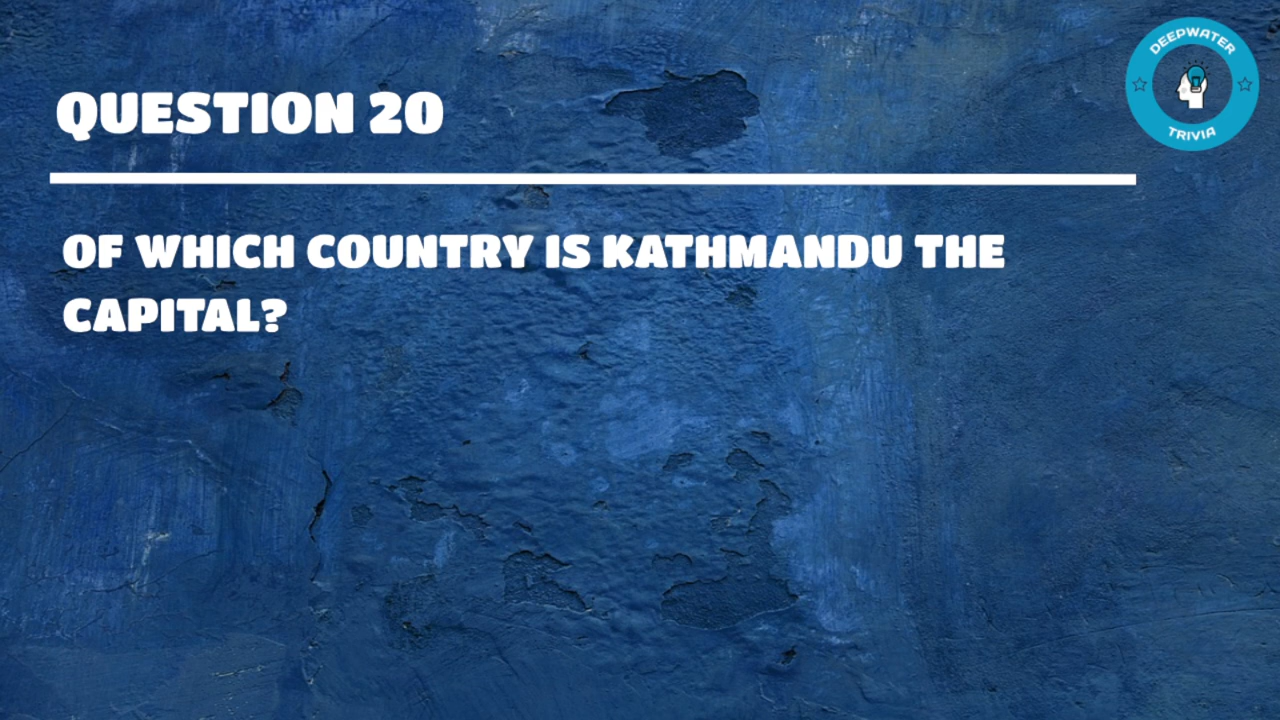 DEEPWATER
TRIVIA
QUESTION 20
OF WHICH COUNTRY IS KATHMANDU THE
CAPITAL?